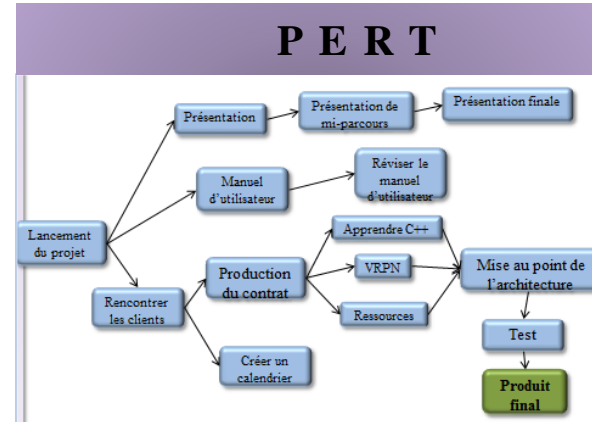 PERT
Présentation
Présentation de
mi-parcours
Présentation finale
Manuel
d'utilisateur
Réviser le
manuel
d'utilisateur
Lancement
du projet
Apprendre C++
Production
du contrat
VRPN
Mise au point de
l'architecture
Rencontrer
les clients
Ressources
Créer un
calendrier
Test
Produit
final